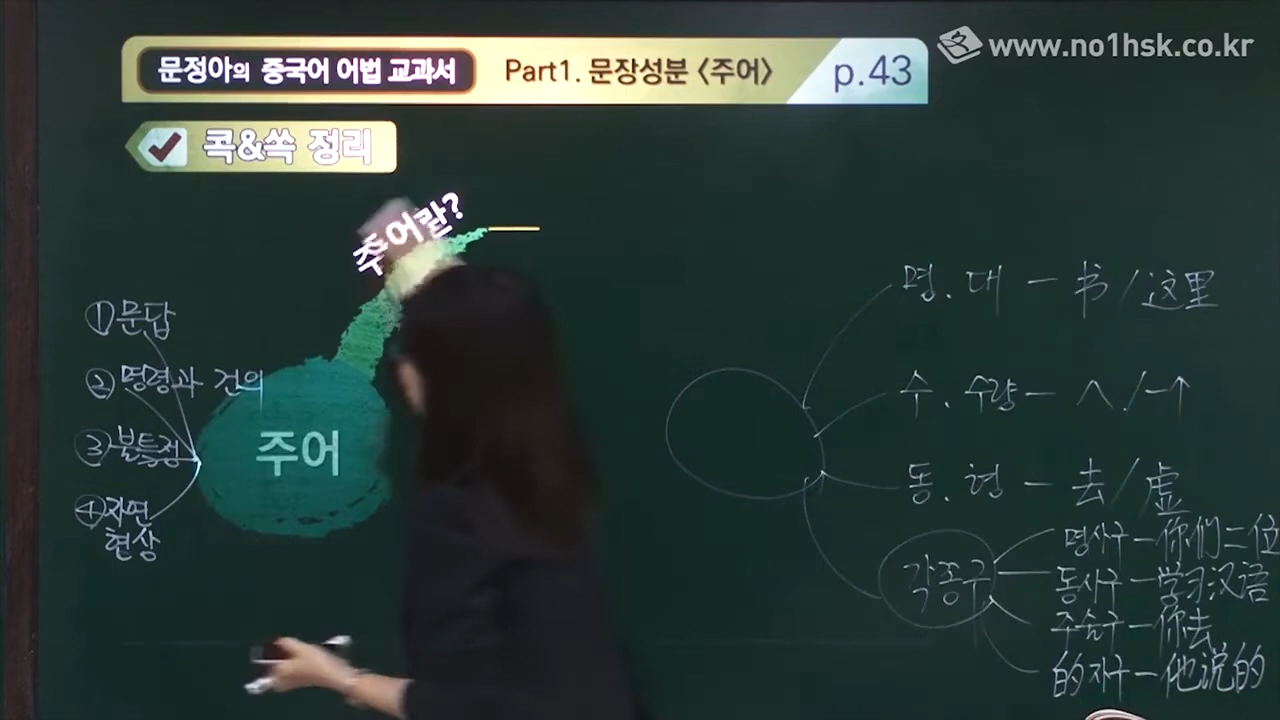 문정아의 중국어 어법 교과서 Part1. 문장성분 <주어> p.43
www.no1hsk.co.kr
콕&쏙 정리
주어란?
주어
①문답
②명령과 건의
③불특정
④자연
현상
명.대 - 书/这里
수.수량 - 八/一个
동.형 - 去/虚
각종구
명사구-你们二位
동사구-学习汉语
주술구-你去
的자구-他说的